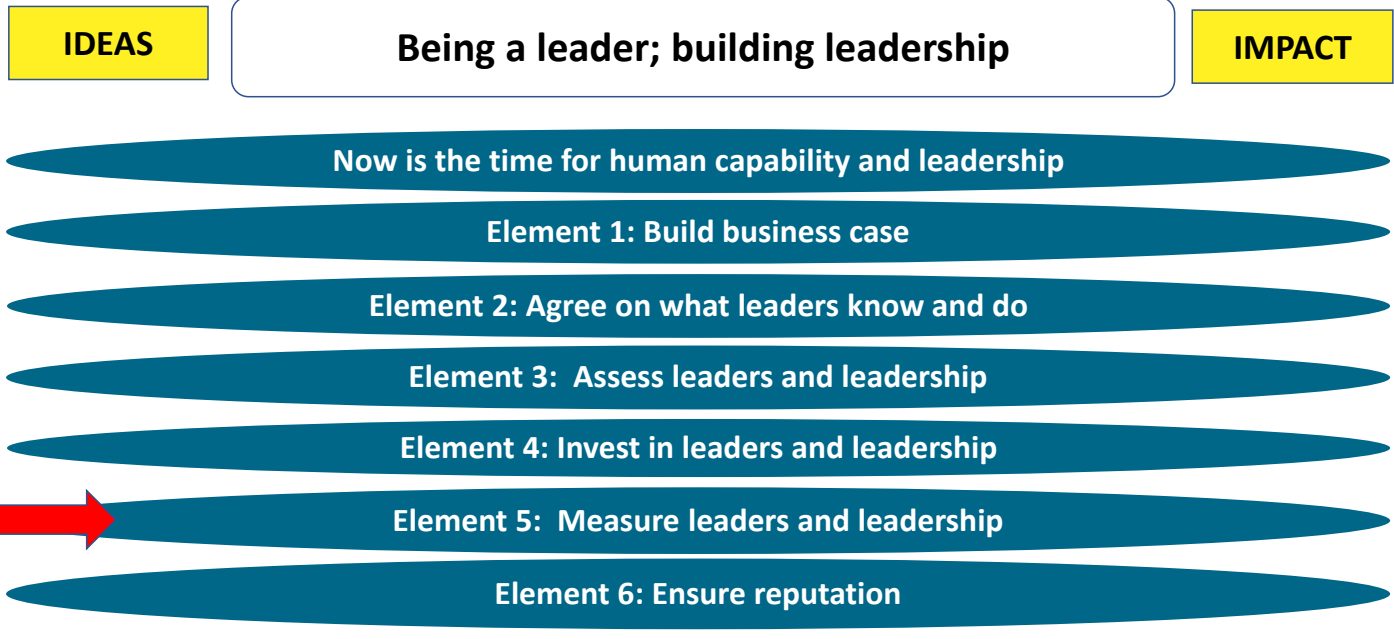 IDEAS
Being a leader; building leadership
IMPACT
Now is the time for human capability and leadership
Element 1: Build business case
Element 2: Agree on what leaders know and do
Element 3:  Assess leaders and leadership
Element 4: Invest in leaders and leadership
Element 5:  Measure leaders and leadership
Element 6: Ensure reputation